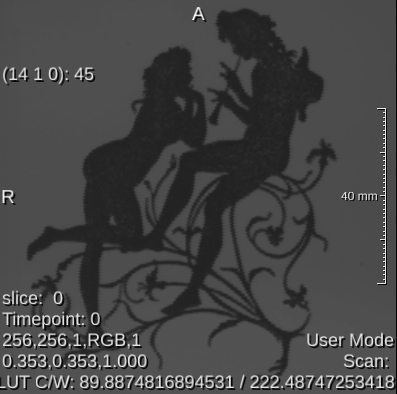 A
(14 1 0): 45
R
40 mm
slice: 0
Timepoint: 0
256,256,1,RGB,1
User Mode
0.353,0.353,1.000
Scan:
LUT C/W: 89.8874816894531 / 222.48747253418